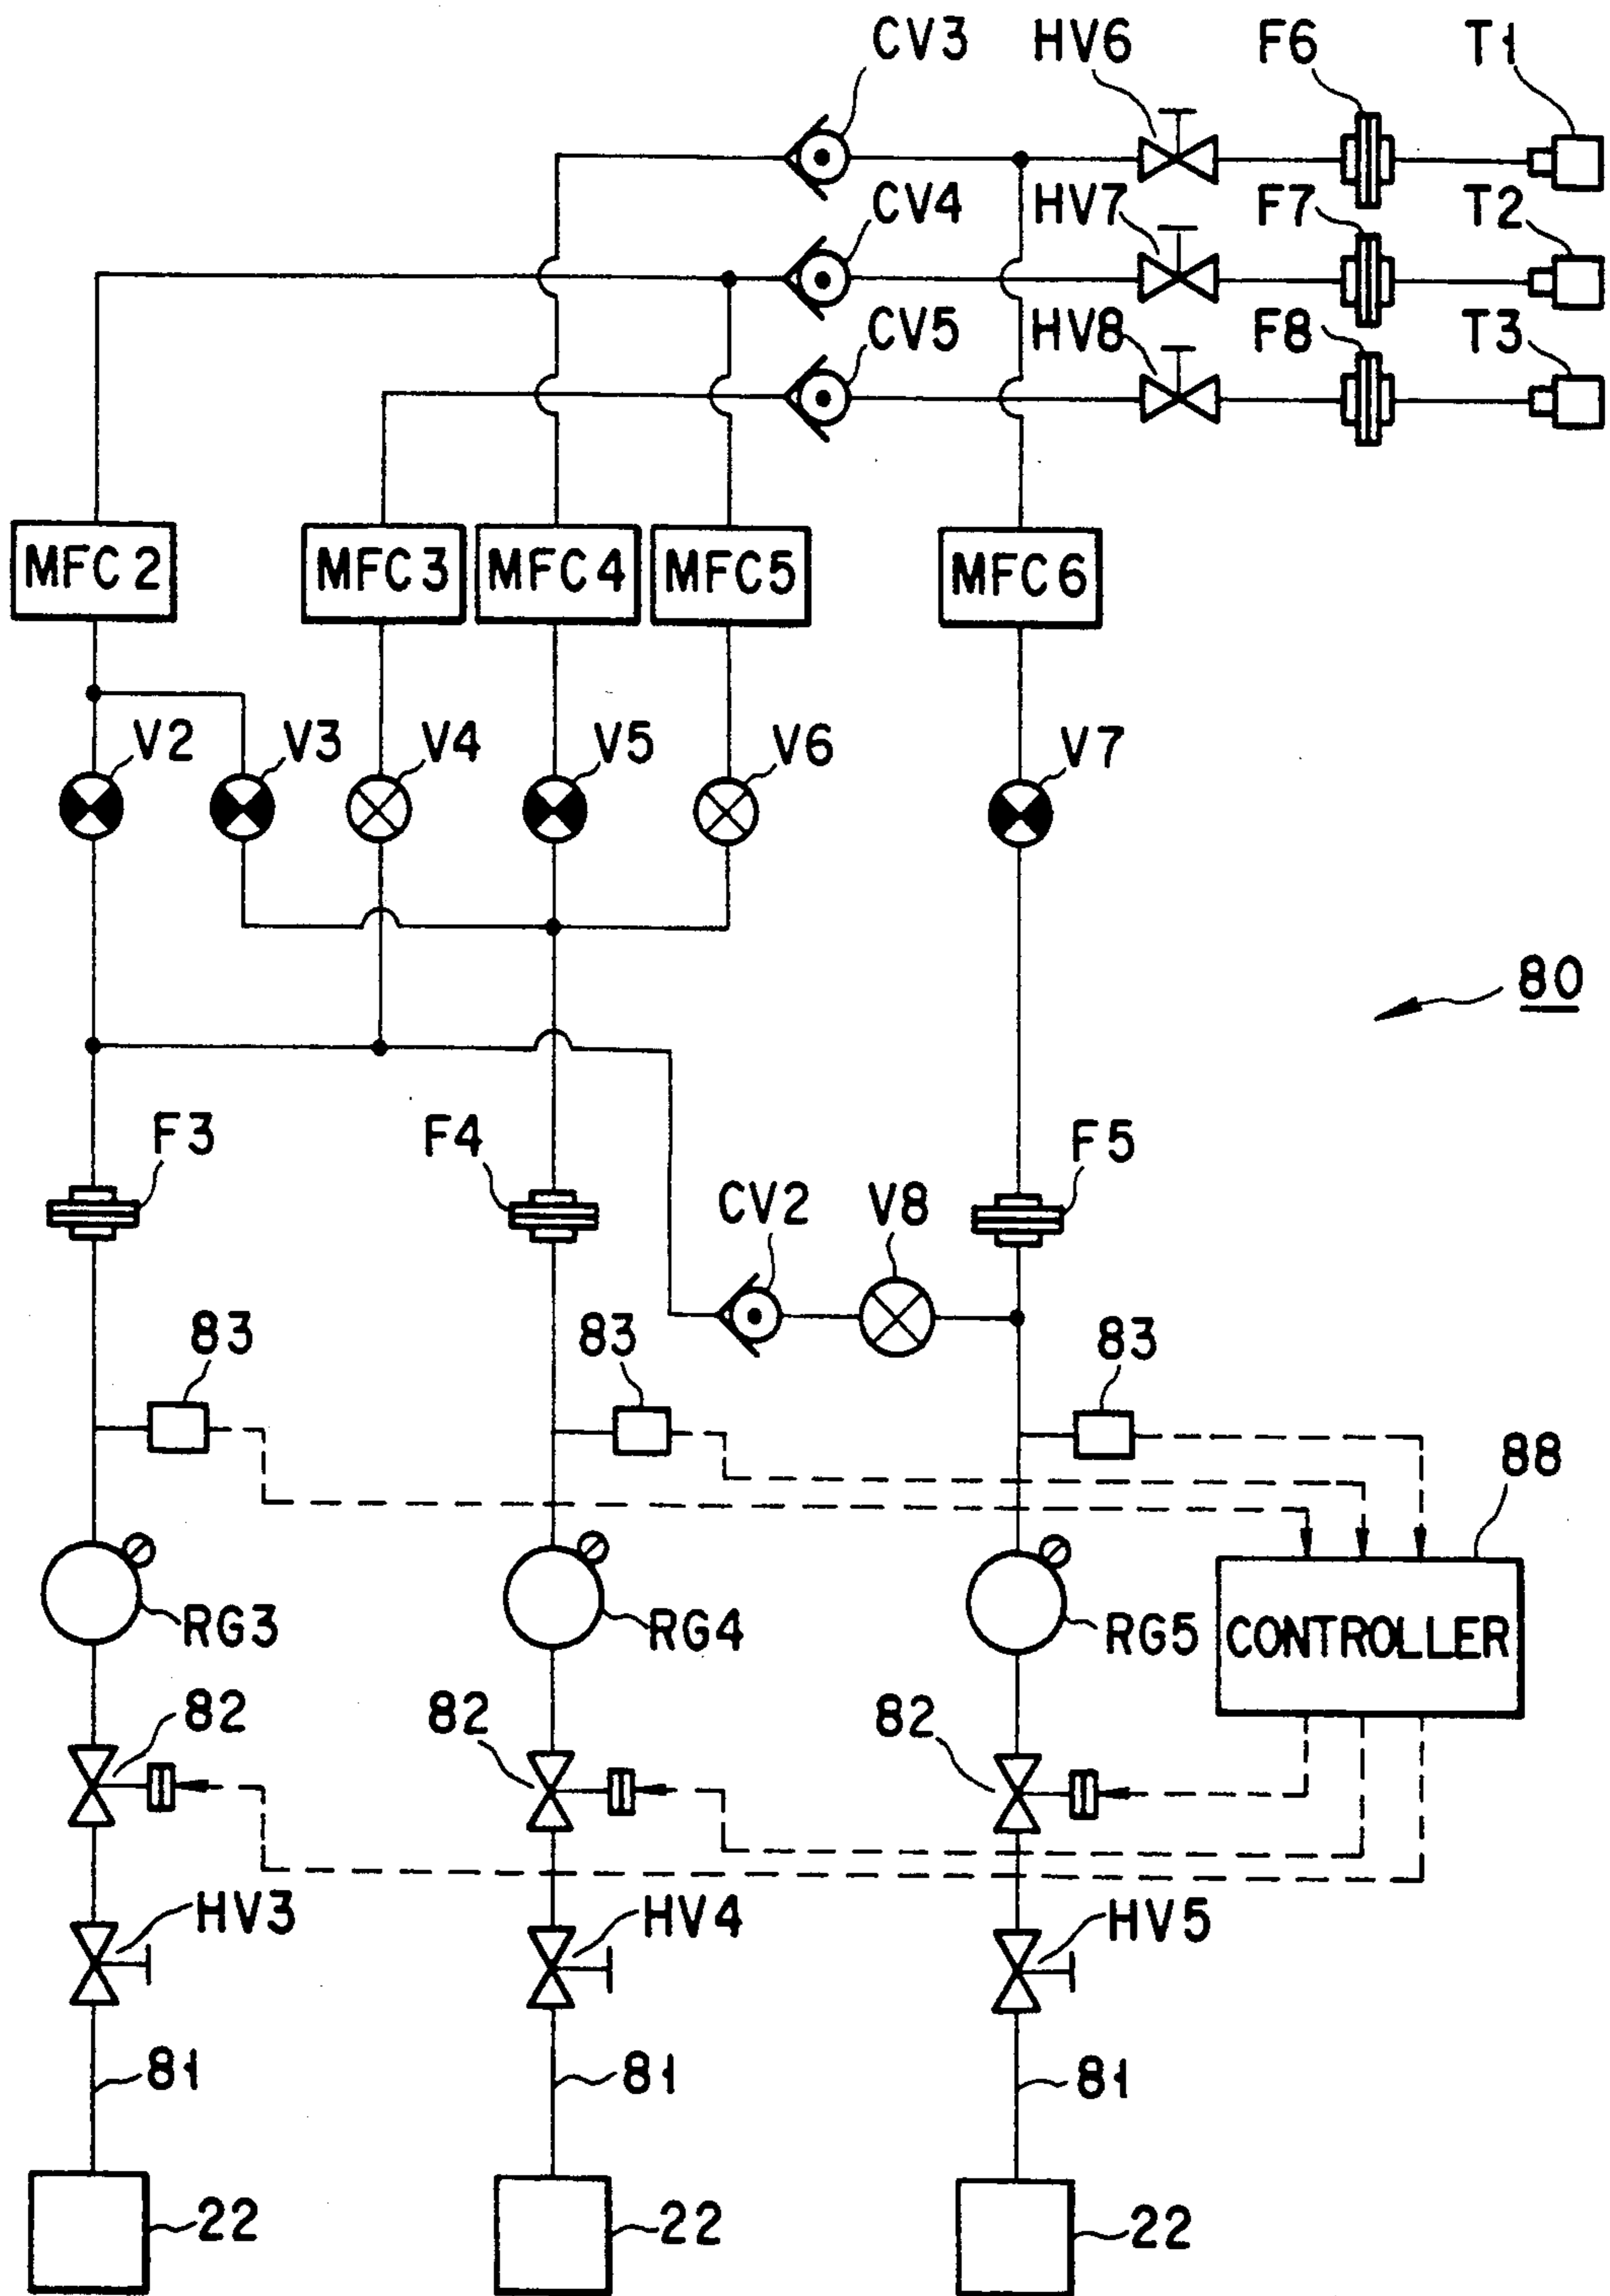 CV3 HV6 F6 T1
CV4 HV7 F7 T2
CV5 HV8 F8 T3
MFC2 MFC3 MFC4 MFC5 MFC6
V2 V3 V4 V5 V6 V7
80
F3 F4 F5
CV2 V8
83 83 83
88
RG3 RG4 RG5 CONTROLLER
82 82 82
HV3 HV4 HV5
81 81 81
22 22 22